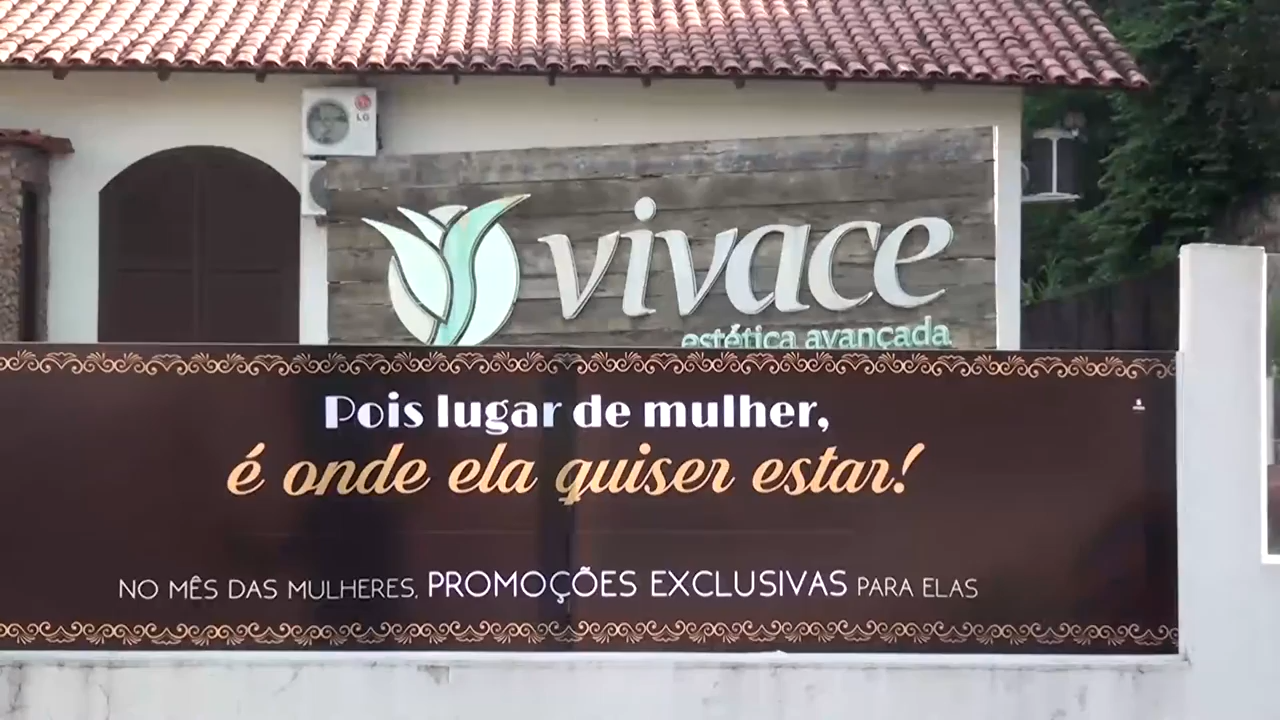 LG
vivace
estética avançada
Pois lugar de mulher,
é onde ela quiser estar!
NO MÊS DAS MULHERES, PROMOÇÕES EXCLUSIVAS PARA ELAS